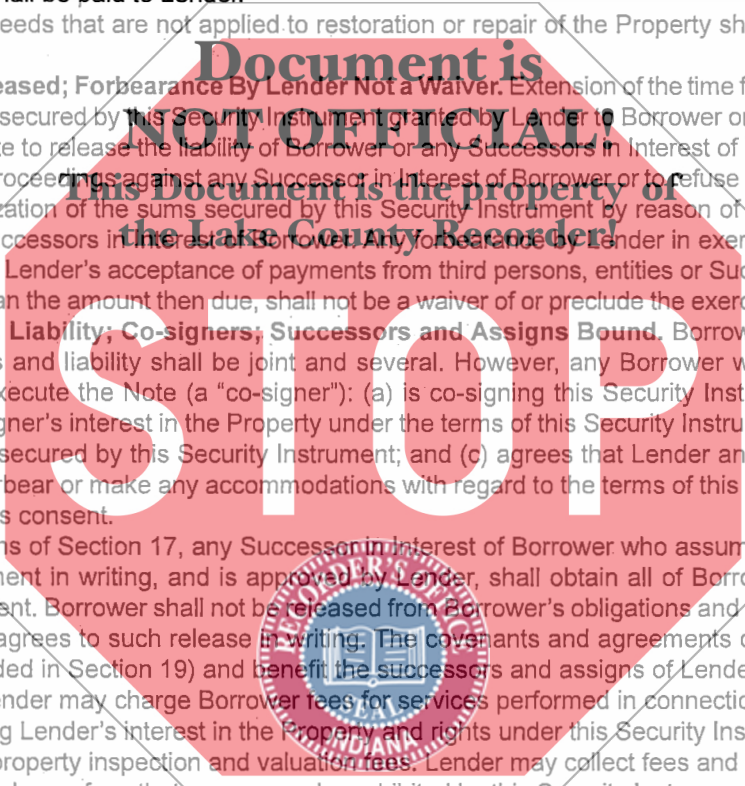 all be paid to Lender.
eeds that are not applied to restoration or repair of the Property sh
Document is
eased; Forbearance By Lender Not a Waiver. Extension of the time f
secured by this Security Instrument granted by Lender to Borrower or
NOT OFFICIAL!
e to release the liability of Borrower or any Successors in Interest of
roceedings against any Successor in Interest of Borrower or to refuse
This Document is the property of
zation of the sums secured by this Security Instrument by reason of
the Lake County Recorder!
ccessors in Interest of Borrower. Any forbearance by Lender in exer
Lender's acceptance of payments from third persons, entities or Suc
an the amount then due, shall not be a waiver of or preclude the exerc
Liability; Co-signers; Successors and Assigns Bound. Borrow
s and liability shall be joint and several. However, any Borrower w
xecute the Note (a "co-signer"): (a) is co-signing this Security Inst
gner's interest in the Property under the terms of this Security Instru
STOP
secured by this Security Instrument; and (c) agrees that Lender an
rbear or make any accommodations with regard to the terms of this
s consent.
ns of Section 17, any Successor in Interest of Borrower who assum
nent in writing, and is approved by Lender, shall obtain all of Borro
ent. Borrower shall not be released from Borrower's obligations and
agrees to such release in writing. The covenants and agreements o
ded in Section 19) and benefit the successors and assigns of Lende
RECORDER'S OFFICE
SEAL
INDIANA
ender may charge Borrower fees for services performed in connectio
g Lender's interest in the Property and rights under this Security Ins
property inspection and valuation fees. Lender may collect fees and